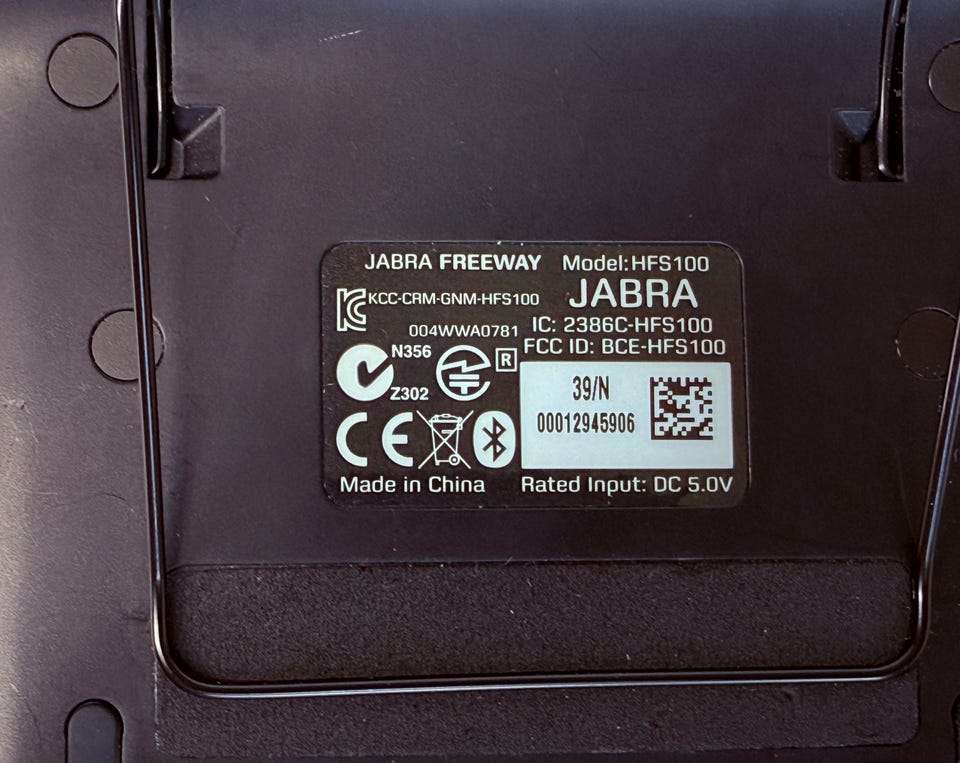 JABRA FREEWAY Model:HFS100
JABRA
KCC-CRM-GNM-HFS100
004WWA0781 IC: 2386C-HFS100
FCC ID: BCE-HFS100
N356
R
Z302
39/N
00012945906
CE
Made in China Rated Input: DC 5.0V